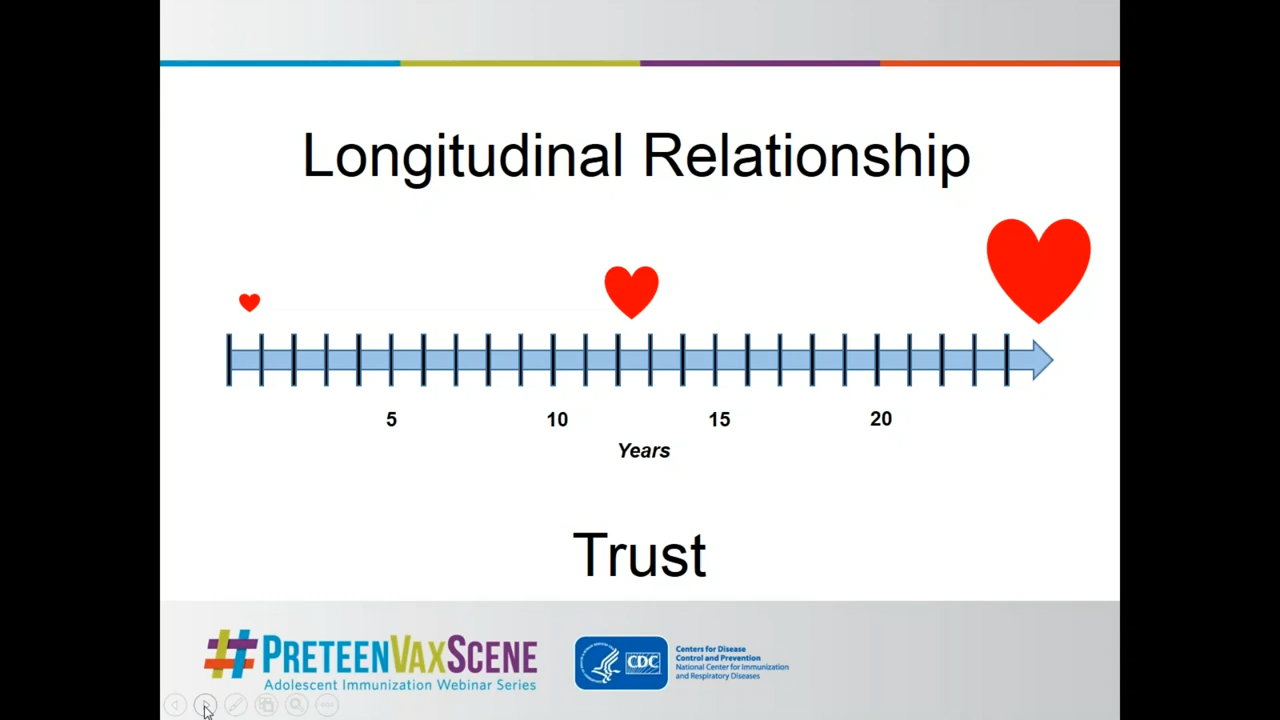 Longitudinal Relationship
5 10 15 20
Years
Trust
#PRETEENVAXSCENE
Adolescent Immunization Webinar Series
CDC
Centers for Disease
Control and Prevention
National Center for Immunization
and Respiratory Diseases